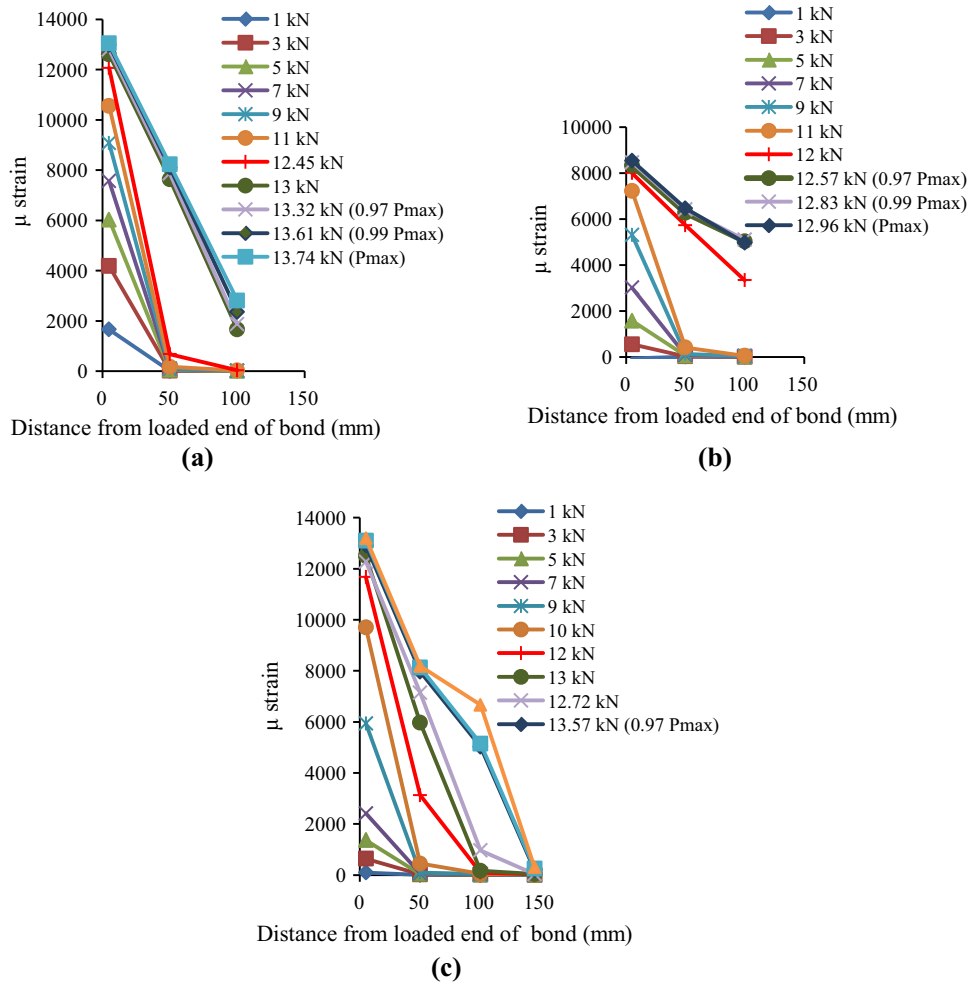 14000
12000
10000
8000
6000
4000
2000
0
μ strain
0 50 100 150
Distance from loaded end of bond (mm)
1 kN
3 kN
5 kN
7 kN
9 kN
11 kN
12.45 kN
13 kN
13.32 kN (0.97 Pmax)
13.61 kN (0.99 Pmax)
13.74 kN (Pmax)
(a)
10000
8000
6000
4000
2000
0
μ strain
0 50 100 150
Distance from loaded end of bond (mm)
1 kN
3 kN
5 kN
7 kN
9 kN
11 kN
12 kN
12.57 kN (0.97 Pmax)
12.83 kN (0.99 Pmax)
12.96 kN (Pmax)
(b)
14000
12000
10000
8000
6000
4000
2000
0
μ strain
0 50 100 150
Distance from loaded end of bond (mm)
1 kN
3 kN
5 kN
7 kN
9 kN
10 kN
12 kN
13 kN
12.72 kN
13.57 kN (0.97 Pmax)
(c)